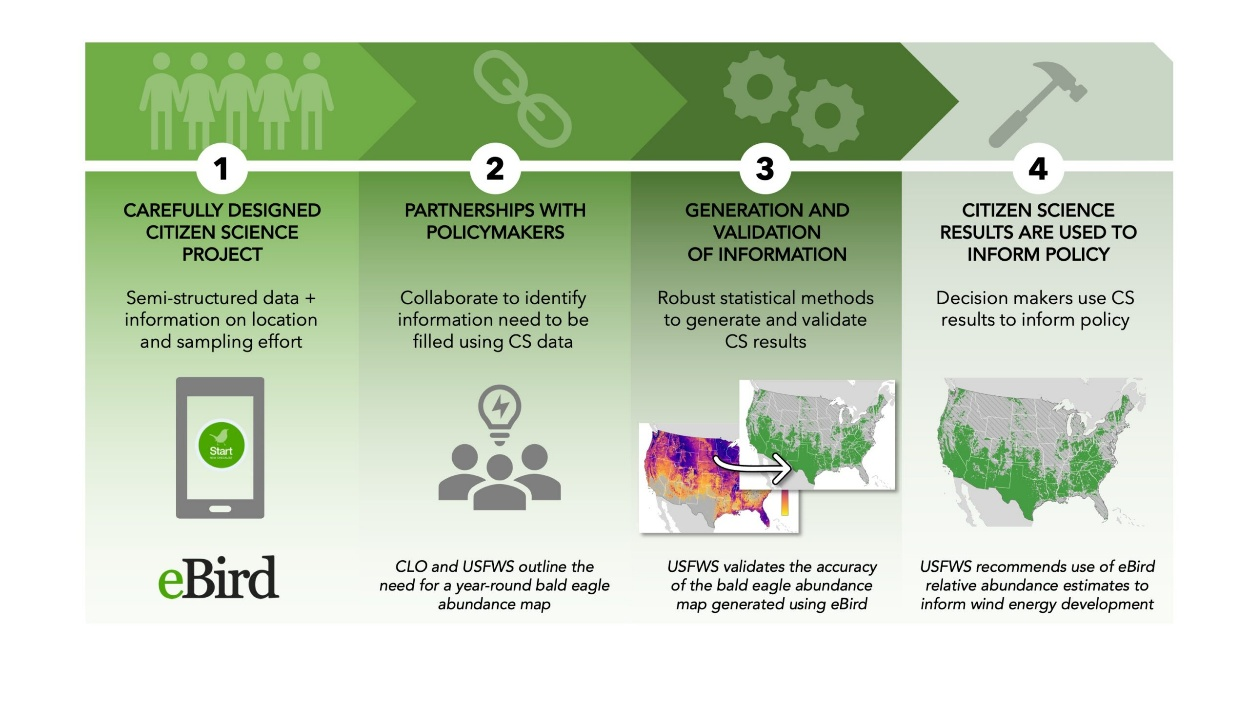 1
CAREFULLY DESIGNED
CITIZEN SCIENCE
PROJECT
Semi-structured data +
information on location
and sampling effort
Start
eBird
2
PARTNERSHIPS WITH
POLICYMAKERS
Collaborate to identify
information need to be
filled using CS data
CLO and USFWS outline the
need for a year-round bald eagle
abundance map
3
GENERATION AND
VALIDATION
OF INFORMATION
Robust statistical methods
to generate and validate
CS results
USFWS validates the accuracy
of the bald eagle abundance
map generated using eBird
4
CITIZEN SCIENCE
RESULTS ARE USED TO
INFORM POLICY
Decision makers use CS
results to inform policy
USFWS recommends use of eBird
relative abundance estimates to
inform wind energy development